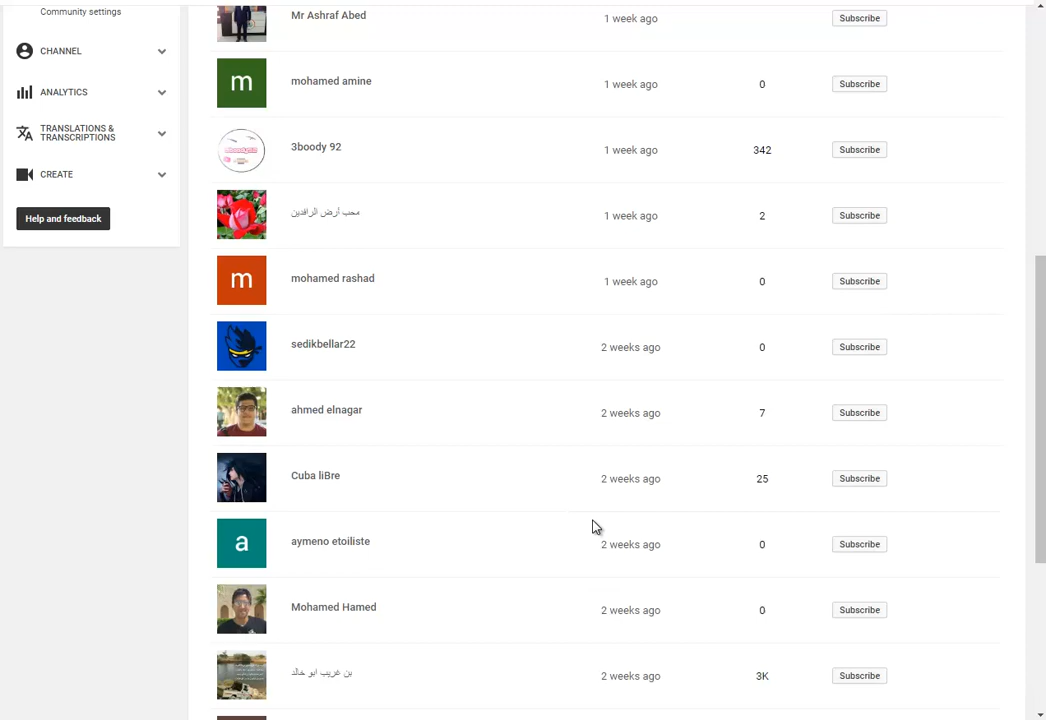 Community settings
CHANNEL
ANALYTICS
TRANSLATIONS &
TRANSCRIPTIONS
CREATE
Help and feedback
Mr Ashraf Abed 1 week ago Subscribe
m mohamed amine 1 week ago 0 Subscribe
3boody 92 1 week ago 342 Subscribe
محب أرض الرافدين 1 week ago 2 Subscribe
m mohamed rashad 1 week ago 0 Subscribe
sedikbellar22 2 weeks ago 0 Subscribe
ahmed elnagar 2 weeks ago 7 Subscribe
Cuba liBre 2 weeks ago 25 Subscribe
a aymeno etoiliste 2 weeks ago 0 Subscribe
Mohamed Hamed 2 weeks ago 0 Subscribe
بن غريب ابو خالد 2 weeks ago 3K Subscribe